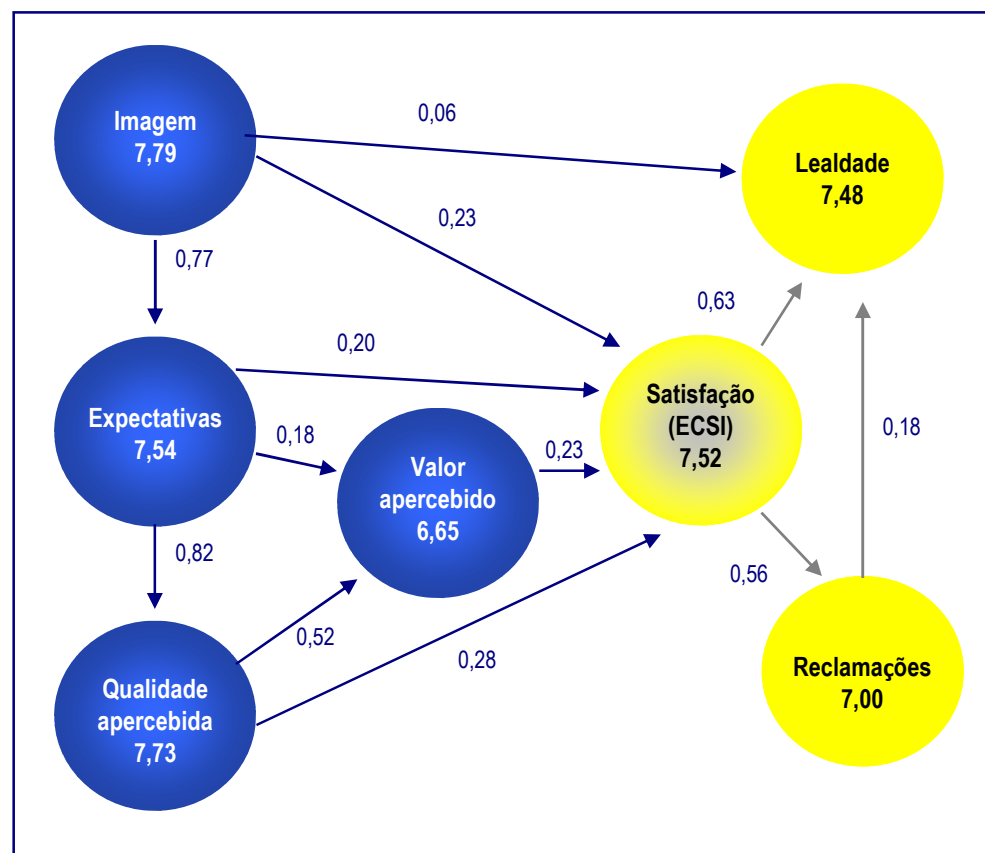 Imagem
7,79
0,06
Lealdade
7,48
0,23
0,77
0,63
0,20
Expectativas
7,54
0,18
Valor
apercebido
6,65
0,23
Satisfação
(ECSI)
7,52
0,18
0,82
0,56
0,52
0,28
Qualidade
apercebida
7,73
Reclamações
7,00